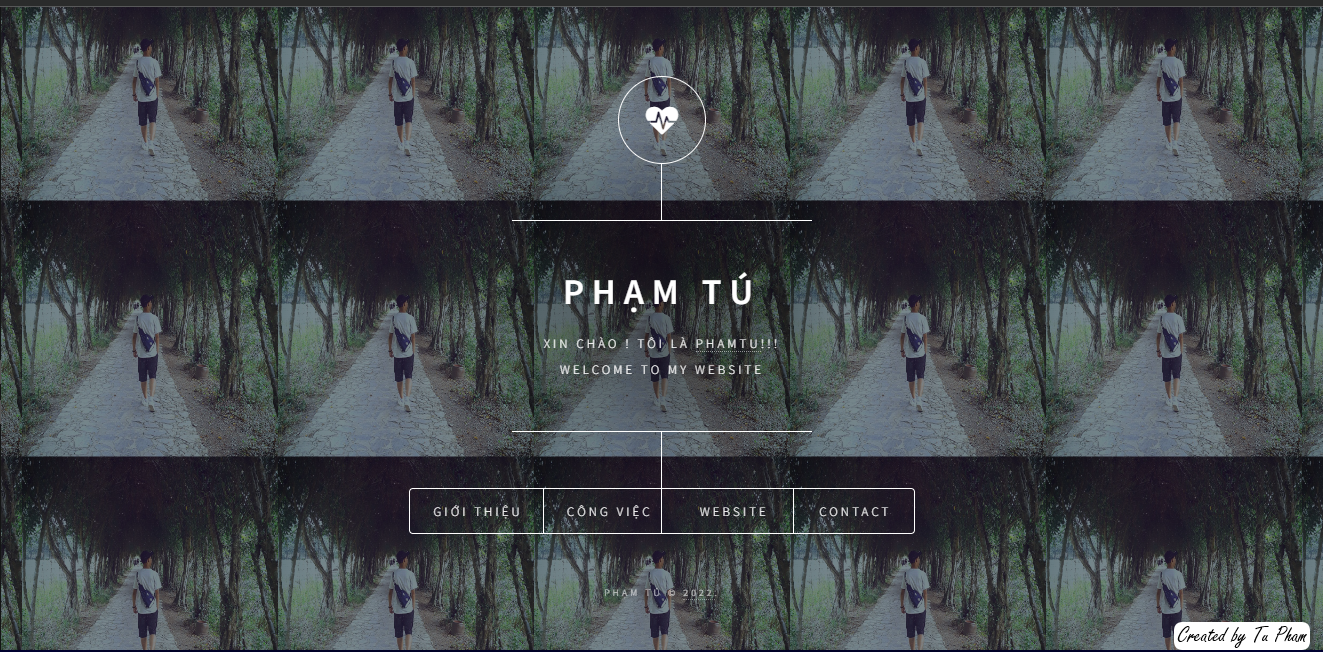 PHẠM TÚ
XIN CHÀO ! TÔI LÀ PHAMTU!!!
WELCOME TO MY WEBSITE
GIỚI THIỆU
CÔNG VIỆC
WEBSITE
CONTACT
PHẠM TÚ © 2022.
Created by Tu Pham